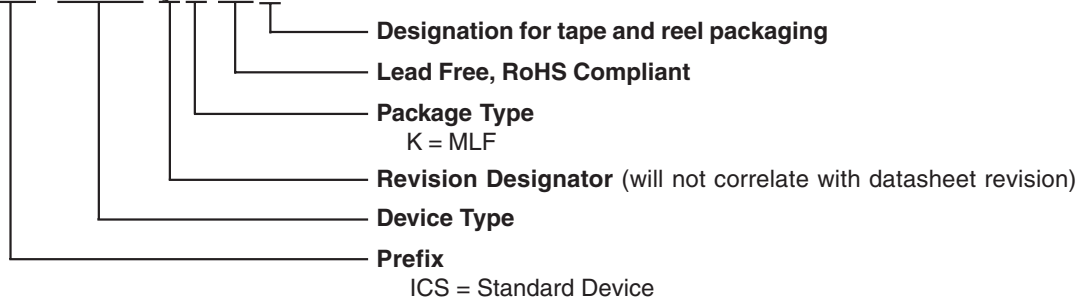 Designation for tape and reel packaging
Lead Free, RoHS Compliant
Package Type
K = MLF
Revision Designator (will not correlate with datasheet revision)
Device Type
Prefix
ICS = Standard Device